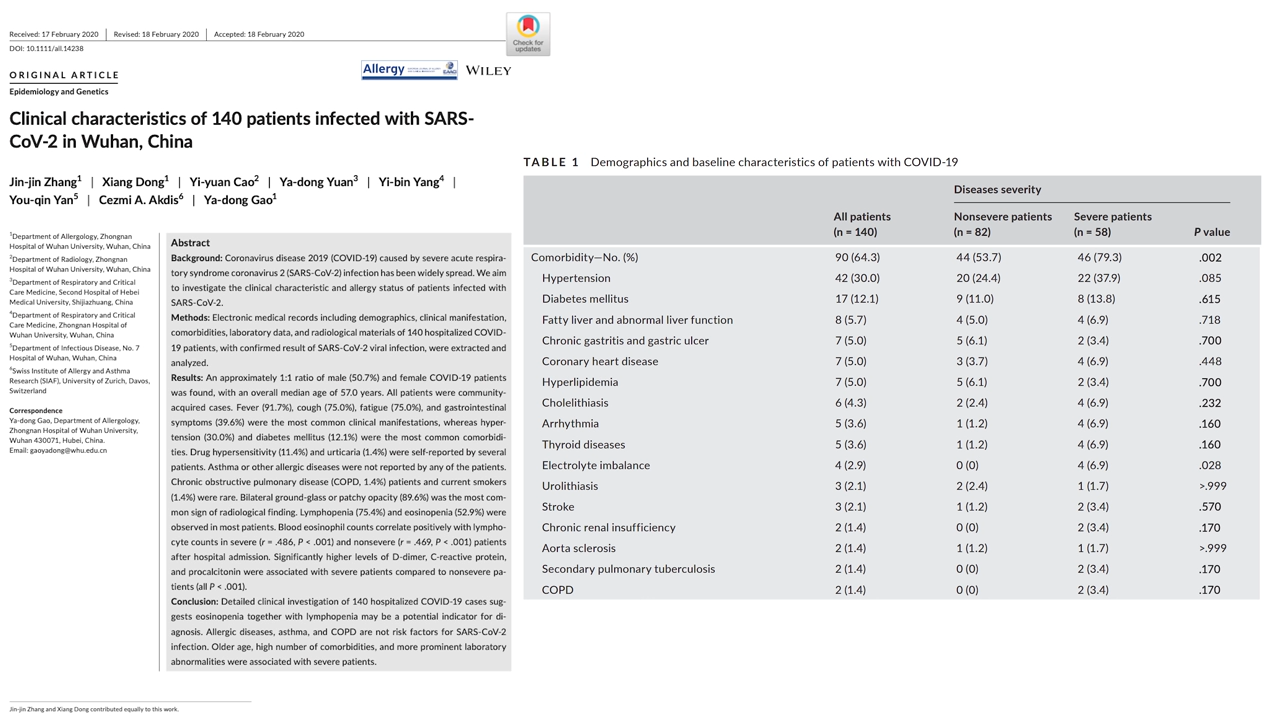 Received: 17 February 2020 | Revised: 18 February 2020 | Accepted: 18 February 2020
DOI: 10.1111/all.14238
Check for
updates
ORIGINAL ARTICLE
Allergy
EAACI
WILEY
Epidemiology and Genetics
Clinical characteristics of 140 patients infected with SARS-
CoV-2 in Wuhan, China
Jin-jin Zhang1 | Xiang Dong1 | Yi-yuan Cao2 | Ya-dong Yuan3 | Yi-bin Yang4 |
You-qin Yan5 | Cezmi A. Akdis6 | Ya-dong Gao1
1Department of Allergology, Zhongnan
Hospital of Wuhan University, Wuhan, China
2Department of Radiology, Zhongnan
Hospital of Wuhan University, Wuhan, China
3Department of Respiratory and Critical
Care Medicine, Second Hospital of Hebei
Medical University, Shijiazhuang, China
4Department of Respiratory and Critical
Care Medicine, Zhongnan Hospital of
Wuhan University, Wuhan, China
5Department of Infectious Disease, No. 7
Hospital of Wuhan, Wuhan, China
6Swiss Institute of Allergy and Asthma
Research (SIAF), University of Zurich, Davos,
Switzerland
Correspondence
Ya-dong Gao, Department of Allergology,
Zhongnan Hospital of Wuhan University,
Wuhan 430071, Hubei, China.
Email: gaoyadong@whu.edu.cn
Abstract
Background: Coronavirus disease 2019 (COVID-19) caused by severe acute respira-
tory syndrome coronavirus 2 (SARS-CoV-2) infection has been widely spread. We aim
to investigate the clinical characteristic and allergy status of patients infected with
SARS-CoV-2.
Methods: Electronic medical records including demographics, clinical manifestation,
comorbidities, laboratory data, and radiological materials of 140 hospitalized COVID-
19 patients, with confirmed result of SARS-CoV-2 viral infection, were extracted and
analyzed.
Results: An approximately 1:1 ratio of male (50.7%) and female COVID-19 patients
was found, with an overall median age of 57.0 years. All patients were community-
acquired cases. Fever (91.7%), cough (75.0%), fatigue (75.0%), and gastrointestinal
symptoms (39.6%) were the most common clinical manifestations, whereas hyper-
tension (30.0%) and diabetes mellitus (12.1%) were the most common comorbidi-
ties. Drug hypersensitivity (11.4%) and urticaria (1.4%) were self-reported by several
patients. Asthma or other allergic diseases were not reported by any of the patients.
Chronic obstructive pulmonary disease (COPD, 1.4%) patients and current smokers
(1.4%) were rare. Bilateral ground-glass or patchy opacity (89.6%) was the most com-
mon sign of radiological finding. Lymphopenia (75.4%) and eosinopenia (52.9%) were
observed in most patients. Blood eosinophil counts correlate positively with lympho-
cyte counts in severe (r = .486, P < .001) and nonsevere (r = .469, P < .001) patients
after hospital admission. Significantly higher levels of D-dimer, C-reactive protein,
and procalcitonin were associated with severe patients compared to nonsevere pa-
tients (all P < .001).
Conclusion: Detailed clinical investigation of 140 hospitalized COVID-19 cases sug-
gests eosinopenia together with lymphopenia may be a potential indicator for di-
agnosis. Allergic diseases, asthma, and COPD are not risk factors for SARS-CoV-2
infection. Older age, high number of comorbidities, and more prominent laboratory
abnormalities were associated with severe patients.
Jin-jin Zhang and Xiang Dong contributed equally to this work.
TABLE 1 Demographics and baseline characteristics of patients with COVID-19
Diseases severity
All patients Nonsevere patients Severe patients
(n = 140) (n = 82) (n = 58) P value
Comorbidity—No. (%) 90 (64.3) 44 (53.7) 46 (79.3) .002
Hypertension 42 (30.0) 20 (24.4) 22 (37.9) .085
Diabetes mellitus 17 (12.1) 9 (11.0) 8 (13.8) .615
Fatty liver and abnormal liver function 8 (5.7) 4 (5.0) 4 (6.9) .718
Chronic gastritis and gastric ulcer 7 (5.0) 5 (6.1) 2 (3.4) .700
Coronary heart disease 7 (5.0) 3 (3.7) 4 (6.9) .448
Hyperlipidemia 7 (5.0) 5 (6.1) 2 (3.4) .700
Cholelithiasis 6 (4.3) 2 (2.4) 4 (6.9) .232
Arrhythmia 5 (3.6) 1 (1.2) 4 (6.9) .160
Thyroid diseases 5 (3.6) 1 (1.2) 4 (6.9) .160
Electrolyte imbalance 4 (2.9) 0 (0) 4 (6.9) .028
Urolithiasis 3 (2.1) 2 (2.4) 1 (1.7) >.999
Stroke 3 (2.1) 1 (1.2) 2 (3.4) .570
Chronic renal insufficiency 2 (1.4) 0 (0) 2 (3.4) .170
Aorta sclerosis 2 (1.4) 1 (1.2) 1 (1.7) >.999
Secondary pulmonary tuberculosis 2 (1.4) 0 (0) 2 (3.4) .170
COPD 2 (1.4) 0 (0) 2 (3.4) .170